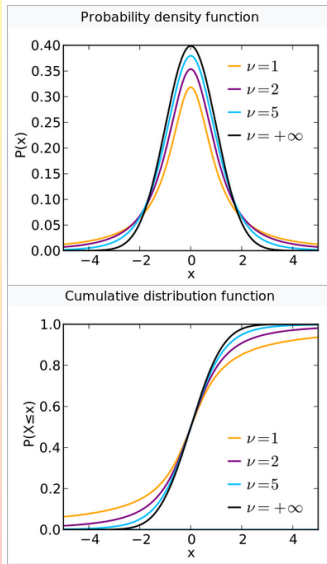 Probability density function
0.40
0.35
0.30
0.25
0.20
0.15
0.10
0.05
0.00
P(x)
ν=1
ν=2
ν=5
ν=+∞
−4 −2 0 2 4
x
Cumulative distribution function
1.0
0.8
0.6
0.4
0.2
0.0
P(X≤x)
ν=1
ν=2
ν=5
ν=+∞
−4 −2 0 2 4
x